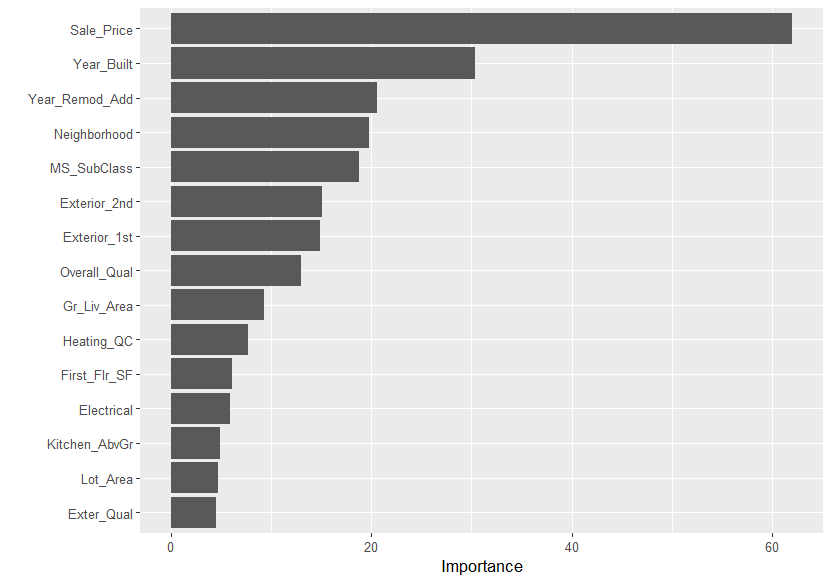 Sale_Price
Year_Built
Year_Remod_Add
Neighborhood
MS_SubClass
Exterior_2nd
Exterior_1st
Overall_Qual
Gr_Liv_Area
Heating_QC
First_Flr_SF
Electrical
Kitchen_AbvGr
Lot_Area
Exter_Qual
0 20 40 60
Importance